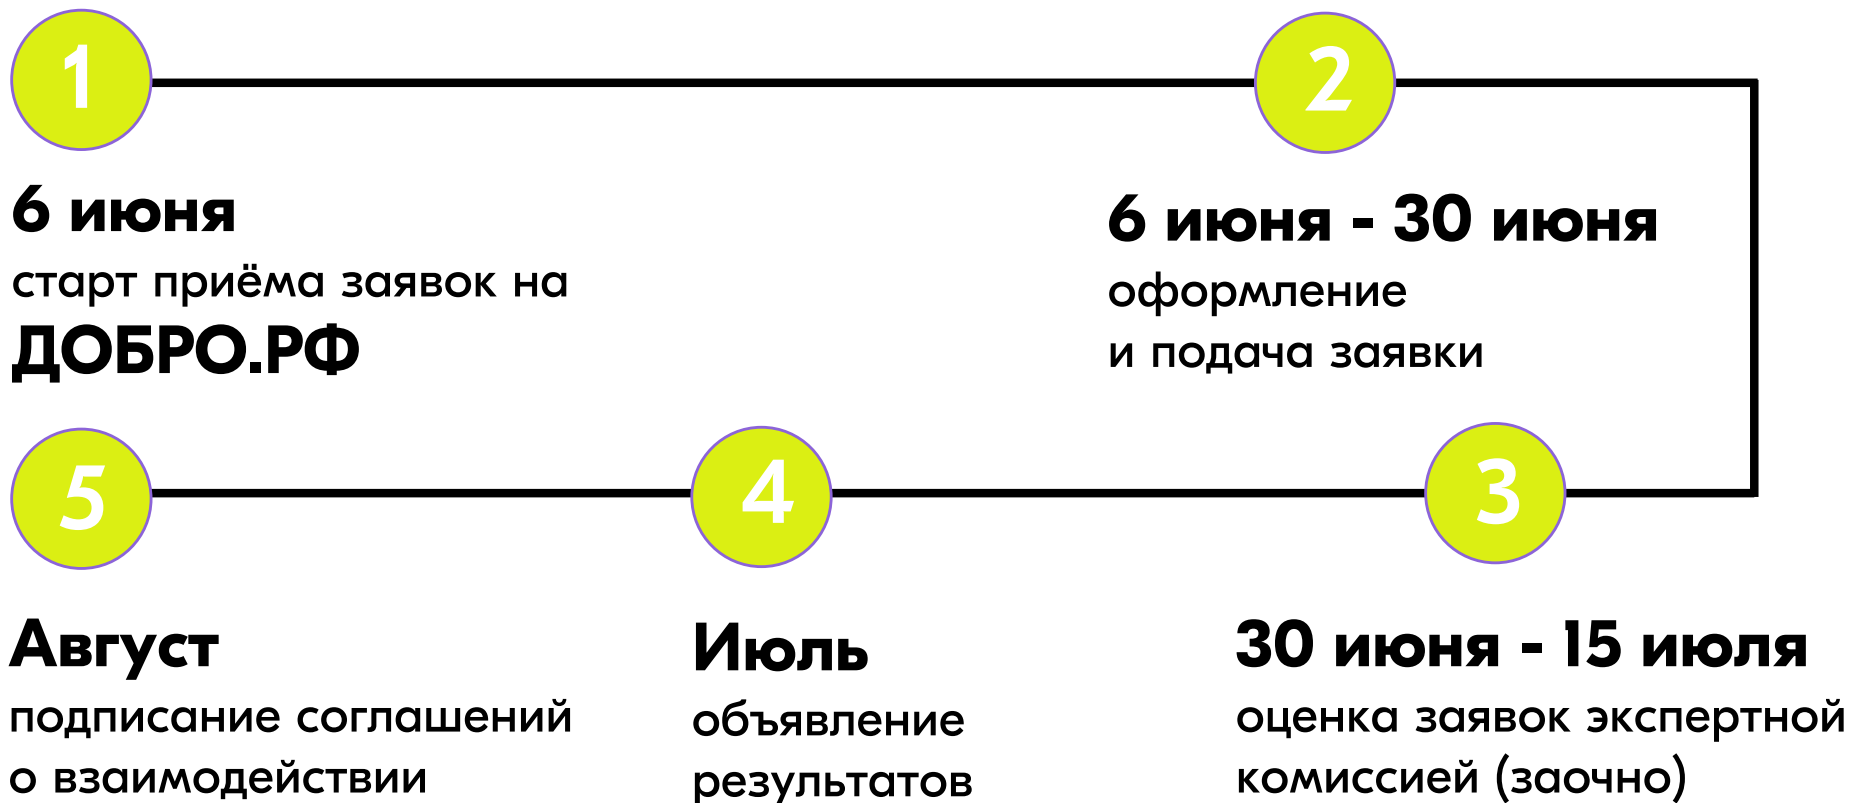 1
6 июня
старт приёма заявок на
ДОБРО.РФ
2
6 июня - 30 июня
оформление
и подача заявки
3
30 июня - 15 июля
оценка заявок экспертной
комиссией (заочно)
4
Июль
объявление
результатов
5
Август
подписание соглашений
о взаимодействии